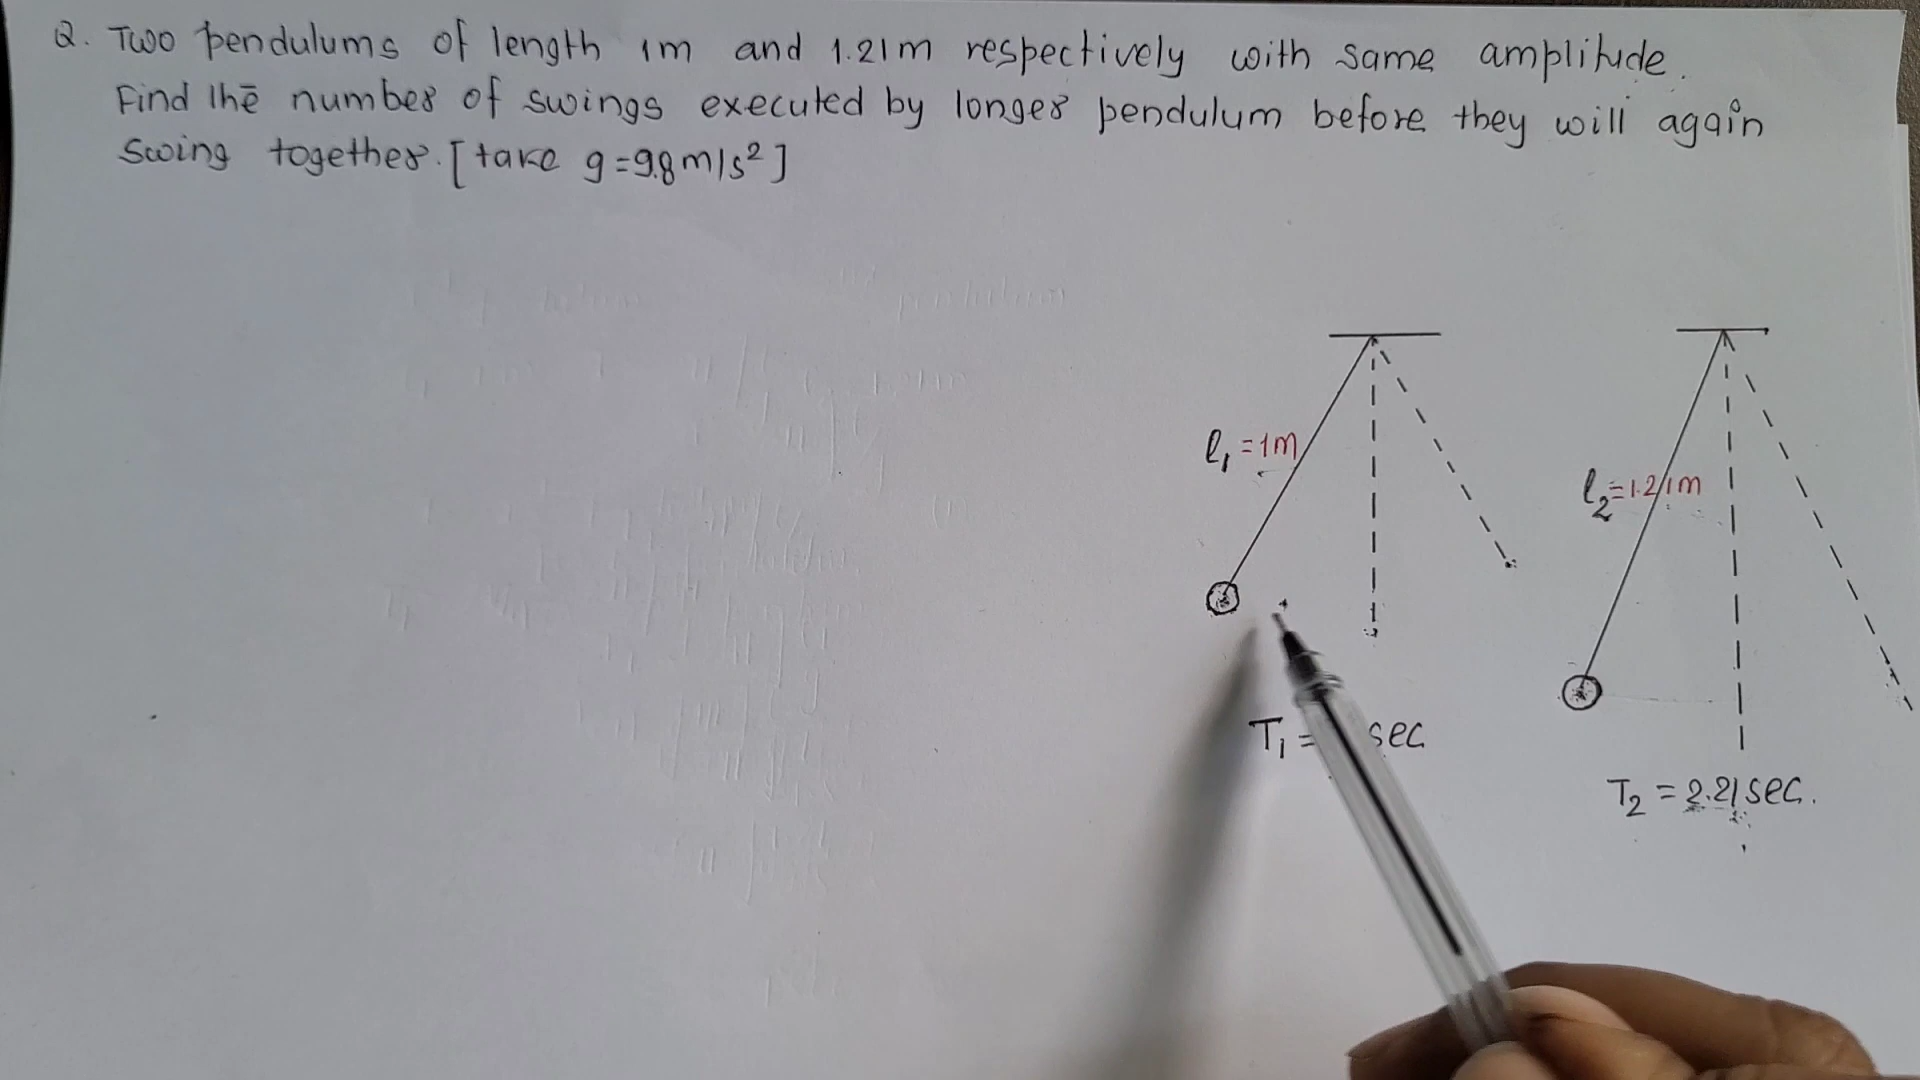 Q. Two pendulums of length 1m and 1.21m respectively with same amplitude.
Find the number of swings executed by longer pendulum before they will again
swing together. [take g=9.8m/s²]
l₁ =1m
l₂=1.21m
T₁ = sec
T₂ = 2.21sec.